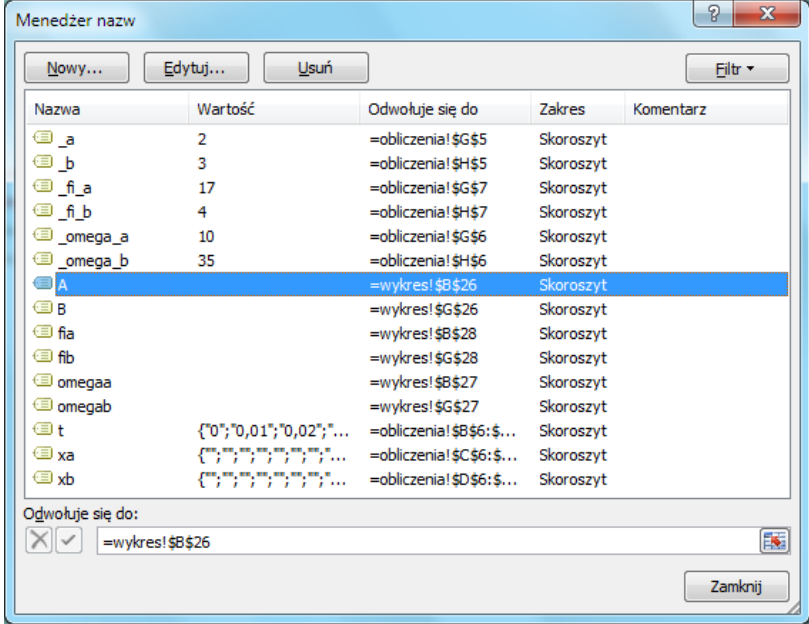 Menedżer nazw
Nowy... Edytuj... Usuń Filtr
Nazwa Wartość Odwołuje się do Zakres Komentarz
_a 2 =obliczenia!$G$5 Skoroszyt
_b 3 =obliczenia!$H$5 Skoroszyt
_fi_a 17 =obliczenia!$G$7 Skoroszyt
_fi_b 4 =obliczenia!$H$7 Skoroszyt
_omega_a 10 =obliczenia!$G$6 Skoroszyt
_omega_b 35 =obliczenia!$H$6 Skoroszyt
A =wykres!$B$26 Skoroszyt
B =wykres!$G$26 Skoroszyt
fia =wykres!$B$28 Skoroszyt
fib =wykres!$G$28 Skoroszyt
omegaa =wykres!$B$27 Skoroszyt
omegab =wykres!$G$27 Skoroszyt
t {"0";"0,01";"0,02";"... =obliczenia!$B$6:$... Skoroszyt
xa {"";"";"";"";"";"";"";"... =obliczenia!$C$6:$... Skoroszyt
xb {"";"";"";"";"";"";"";"... =obliczenia!$D$6:$... Skoroszyt
Odwołuje się do:
=wykres!$B$26
Zamknij